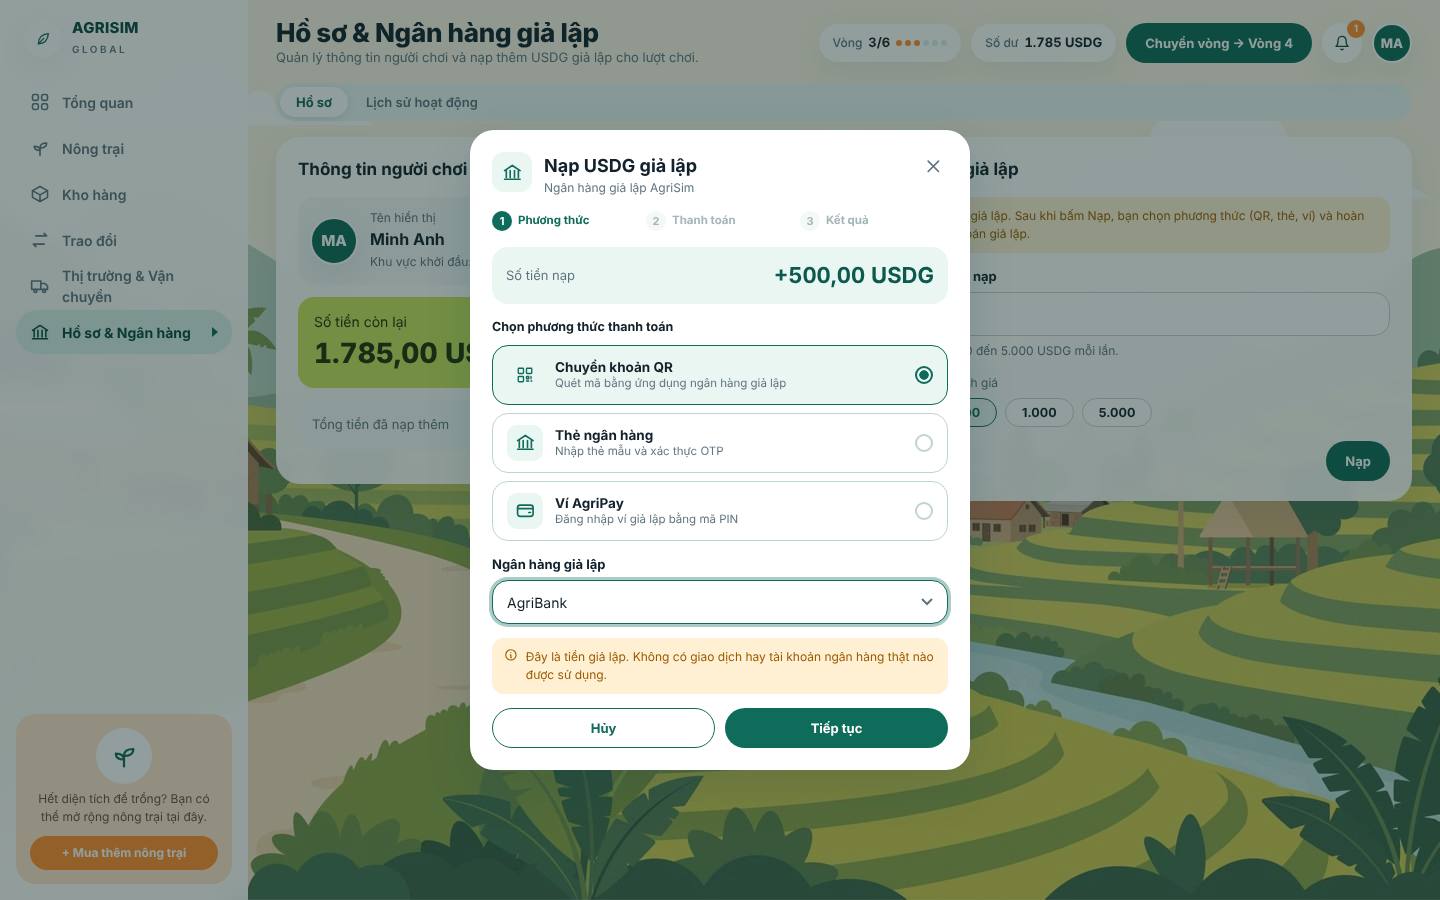 AGRISIM
GLOBAL
Tổng quan
Nông trại
Kho hàng
Trao đổi
Thị trường & Vận
chuyển
Hồ sơ & Ngân hàng
Hết diện tích để trồng? Bạn có
thể mở rộng nông trại tại đây.
+ Mua thêm nông trại
Hồ sơ & Ngân hàng giả lập
Quản lý thông tin người chơi và nạp thêm USDG giả lập cho lượt chơi.
Vòng 3/6
Số dư 1.785 USDG
Chuyển vòng → Vòng 4
1
MA
Hồ sơ
Lịch sử hoạt động
Thông tin người chơi
MA
Tên hiển thị
Minh Anh
Khu vực khởi đầu:
Số tiền còn lại
1.785,00 US
Tổng tiền đã nạp thêm
Nạp USDG giả lập
Ngân hàng giả lập AgriSim
1 Phương thức
2 Thanh toán
3 Kết quả
Số tiền nạp
+500,00 USDG
Chọn phương thức thanh toán
Chuyển khoản QR
Quét mã bằng ứng dụng ngân hàng giả lập
Thẻ ngân hàng
Nhập thẻ mẫu và xác thực OTP
Ví AgriPay
Đăng nhập ví giả lập bằng mã PIN
Ngân hàng giả lập
AgriBank
Đây là tiền giả lập. Không có giao dịch hay tài khoản ngân hàng thật nào
được sử dụng.
Hủy
Tiếp tục
giả lập
giả lập. Sau khi bấm Nạp, bạn chọn phương thức (QR, thẻ, ví) và hoàn
giả lập.
nạp
đến 5.000 USDG mỗi lần.
giá
1.000
5.000
Nạp